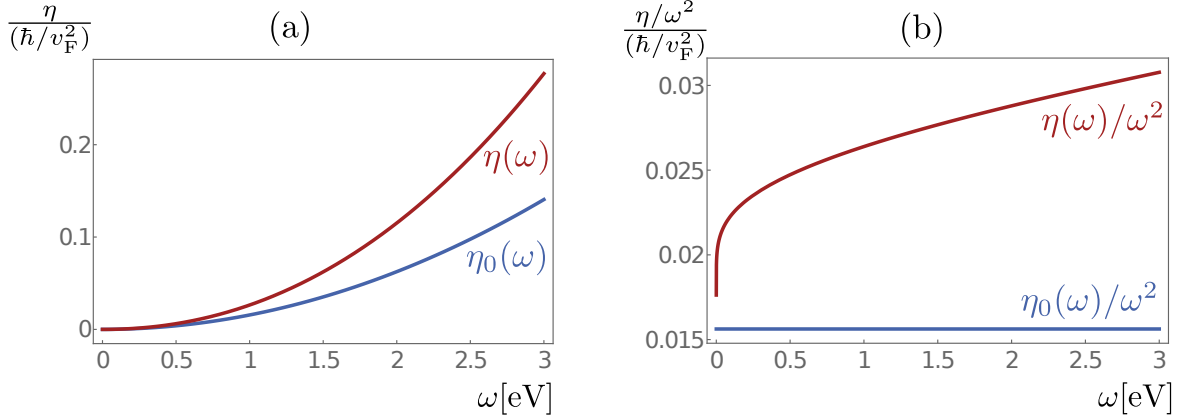 η/(ħ/v_F^2)
(a)
0.2
0.1
0
η(ω)
η_0(ω)
0 0.5 1 1.5 2 2.5 3
ω[eV]
η/ω^2/(ħ/v_F^2)
(b)
0.03
0.025
0.02
0.015
η(ω)/ω^2
η_0(ω)/ω^2
0 0.5 1 1.5 2 2.5 3
ω[eV]